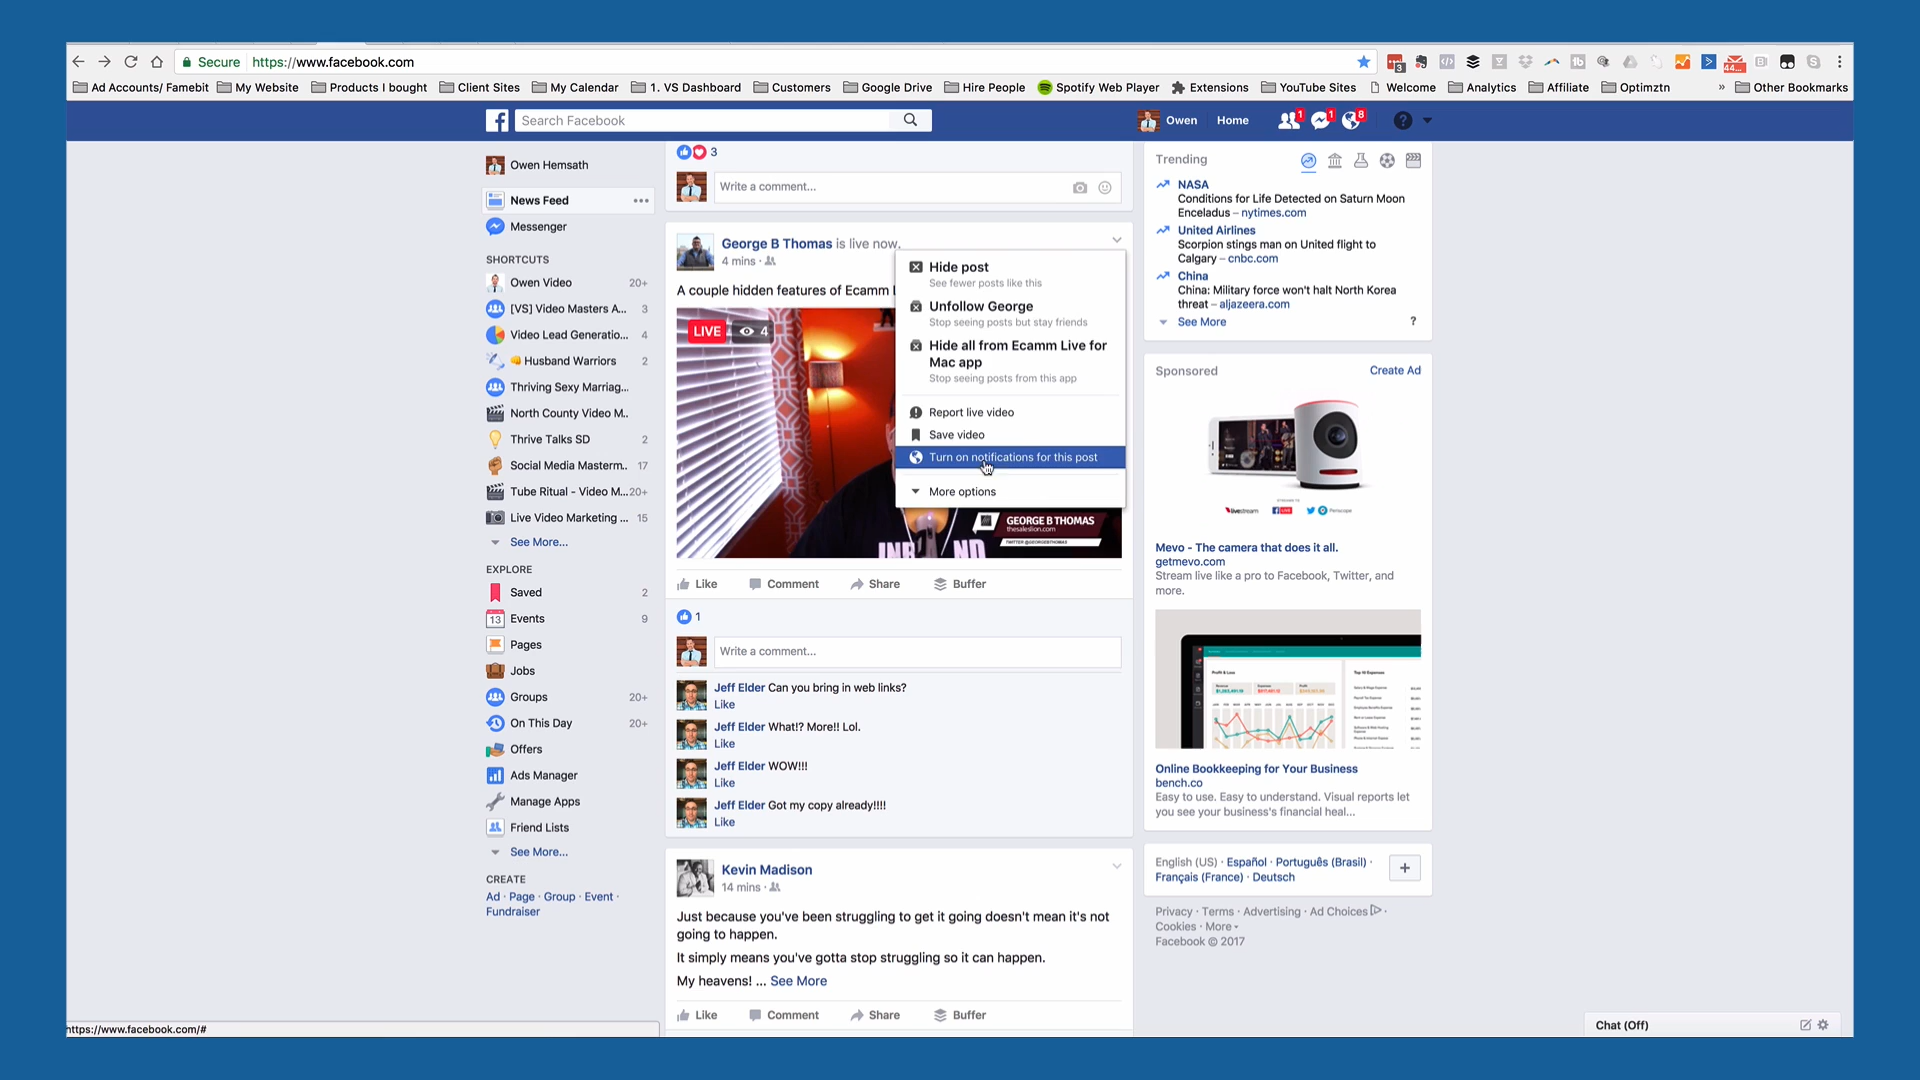 Secure https://www.facebook.com
3
44...
Ad Accounts/ Famebit My Website Products I bought Client Sites My Calendar 1. VS Dashboard Customers Google Drive Hire People Spotify Web Player Extensions YouTube Sites Welcome Analytics Affiliate Optimztn » Other Bookmarks
Search Facebook
Owen Home 1 1 8 ?
Owen Hemsath
News Feed
Messenger
SHORTCUTS
Owen Video 20+
[VS] Video Masters A... 3
Video Lead Generatio... 4
Husband Warriors 2
Thriving Sexy Marriag...
North County Video M..
Thrive Talks SD 2
Social Media Masterm.. 17
Tube Ritual - Video M... 20+
Live Video Marketing ... 15
See More...
EXPLORE
Saved 2
13 Events 9
Pages
Jobs
Groups 20+
On This Day 20+
Offers
Ads Manager
Manage Apps
Friend Lists
See More...
CREATE
Ad · Page · Group · Event ·
Fundraiser
3
Write a comment...
George B Thomas is live now.
4 mins ·
A couple hidden features of Ecamm L
LIVE 4
Hide post
See fewer posts like this
Unfollow George
Stop seeing posts but stay friends
Hide all from Ecamm Live for
Mac app
Stop seeing posts from this app
Report live video
Save video
Turn on notifications for this post
More options
GEORGE B THOMAS
thesaleslion.com
TWITTER @GEORGEBTHOMAS
Like Comment Share Buffer
1
Write a comment...
Jeff Elder Can you bring in web links?
Like
Jeff Elder What!? More!! Lol.
Like
Jeff Elder WOW!!!
Like
Jeff Elder Got my copy already!!!!
Like
Kevin Madison
14 mins ·
Just because you've been struggling to get it going doesn't mean it's not
going to happen.
It simply means you've gotta stop struggling so it can happen.
My heavens! ... See More
Like Comment Share Buffer
Trending
NASA
Conditions for Life Detected on Saturn Moon
Enceladus – nytimes.com
United Airlines
Scorpion stings man on United flight to
Calgary – cnbc.com
China
China: Military force won't halt North Korea
threat – aljazeera.com
See More ?
Sponsored Create Ad
livestream LIVE Periscope
Mevo - The camera that does it all.
getmevo.com
Stream live like a pro to Facebook, Twitter, and
more.
Profit & Loss
Top 10 Expenses
Online Bookkeeping for Your Business
bench.co
Easy to use. Easy to understand. Visual reports let
you see your business's financial heal...
English (US) · Español · Português (Brasil) ·
Français (France) · Deutsch
+
Privacy · Terms · Advertising · Ad Choices ·
Cookies · More
Facebook © 2017
https://www.facebook.com/#
Chat (Off)